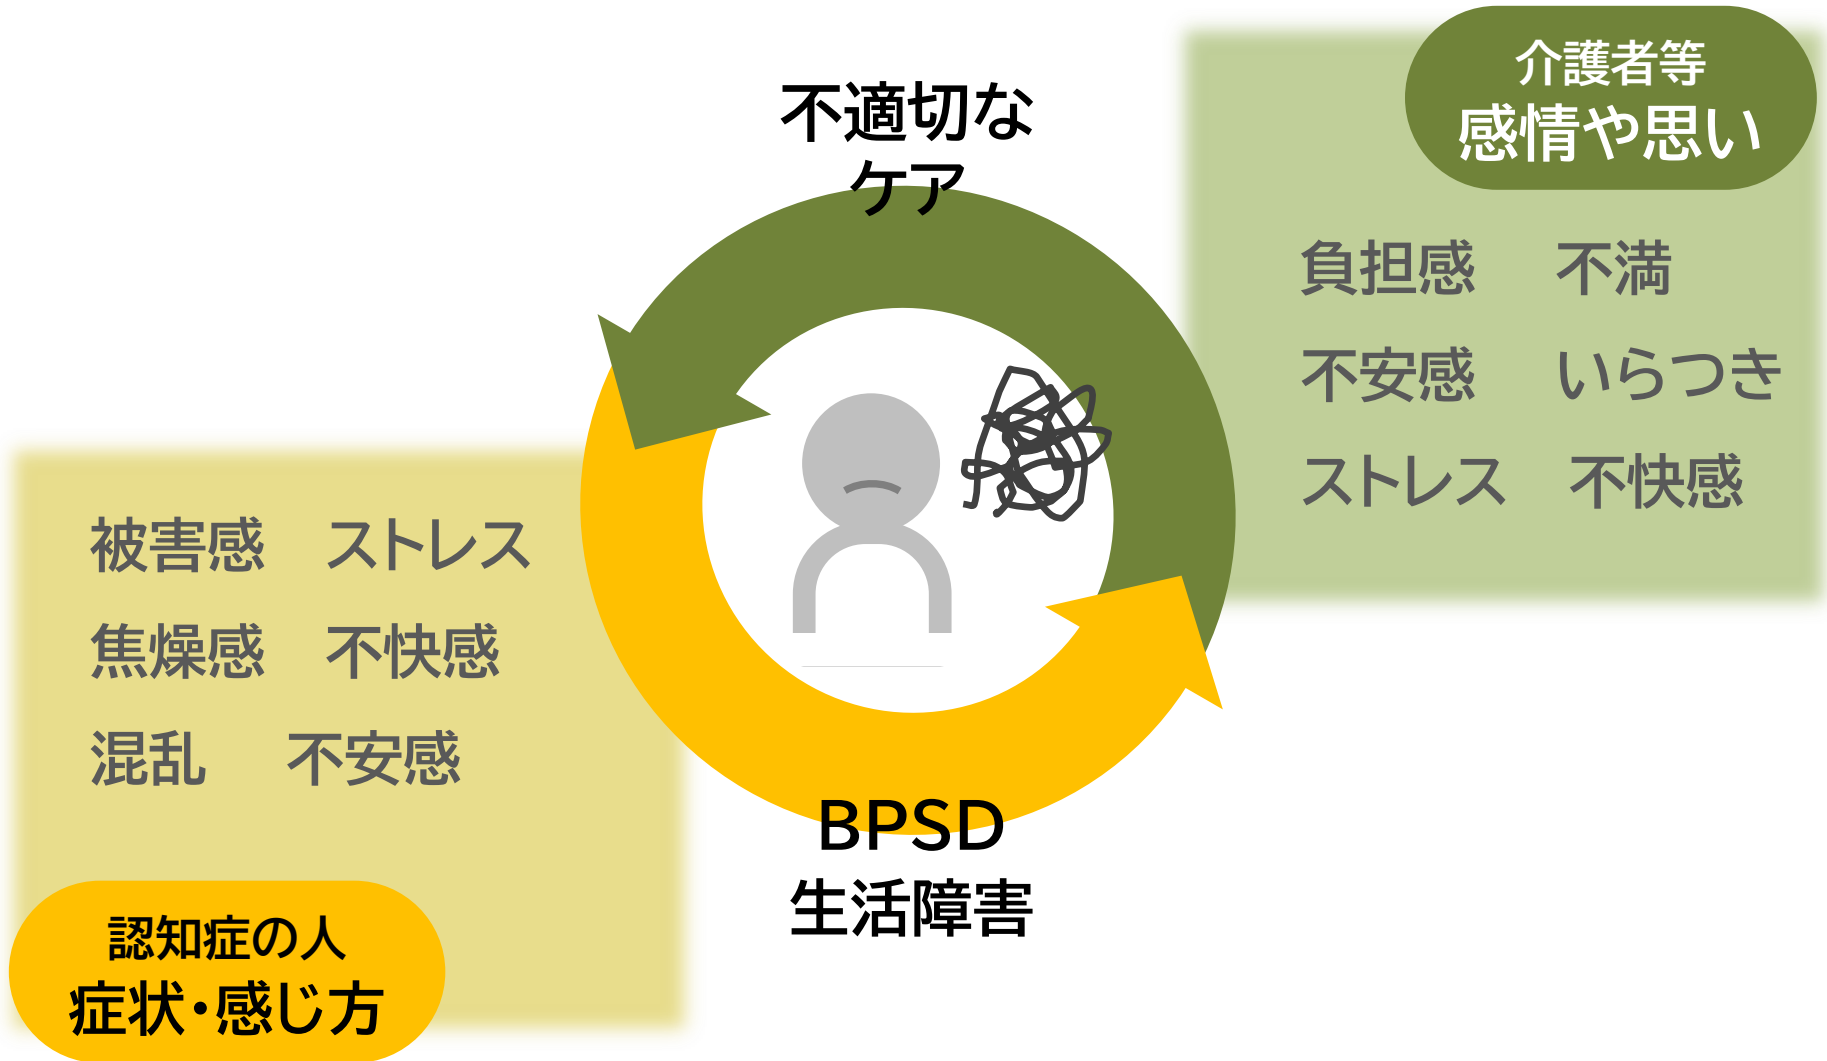 不適切な
ケア
介護者等
感情や思い
負担感 不満
不安感 いらつき
ストレス 不快感
被害感 ストレス
焦燥感 不快感
混乱 不安感
認知症の人
症状・感じ方
BPSD
生活障害